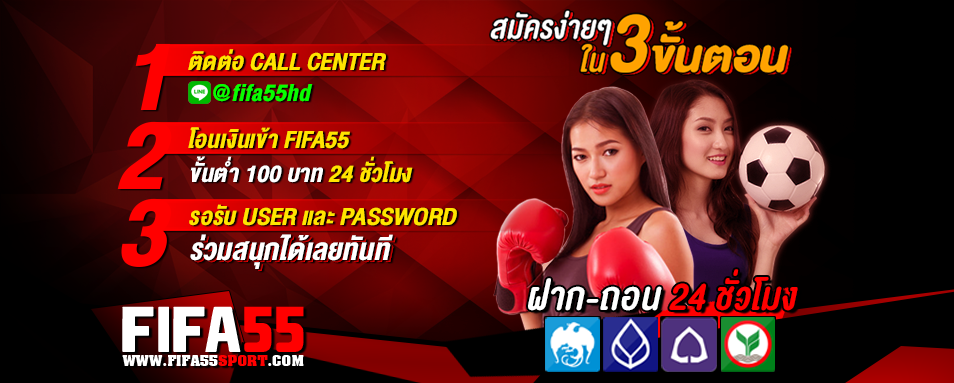 สมัครง่ายๆ
ใน 3 ขั้นตอน
1 ติดต่อ CALL CENTER
LINE @fifa55hd
2 โอนเงินเข้า FIFA55
ขั้นต่ำ 100 บาท 24 ชั่วโมง
3 รอรับ USER และ PASSWORD
ร่วมสนุกได้เลยทันที
ฝาก-ถอน 24 ชั่วโมง
FIFA55
WWW.FIFA55SPORT.COM